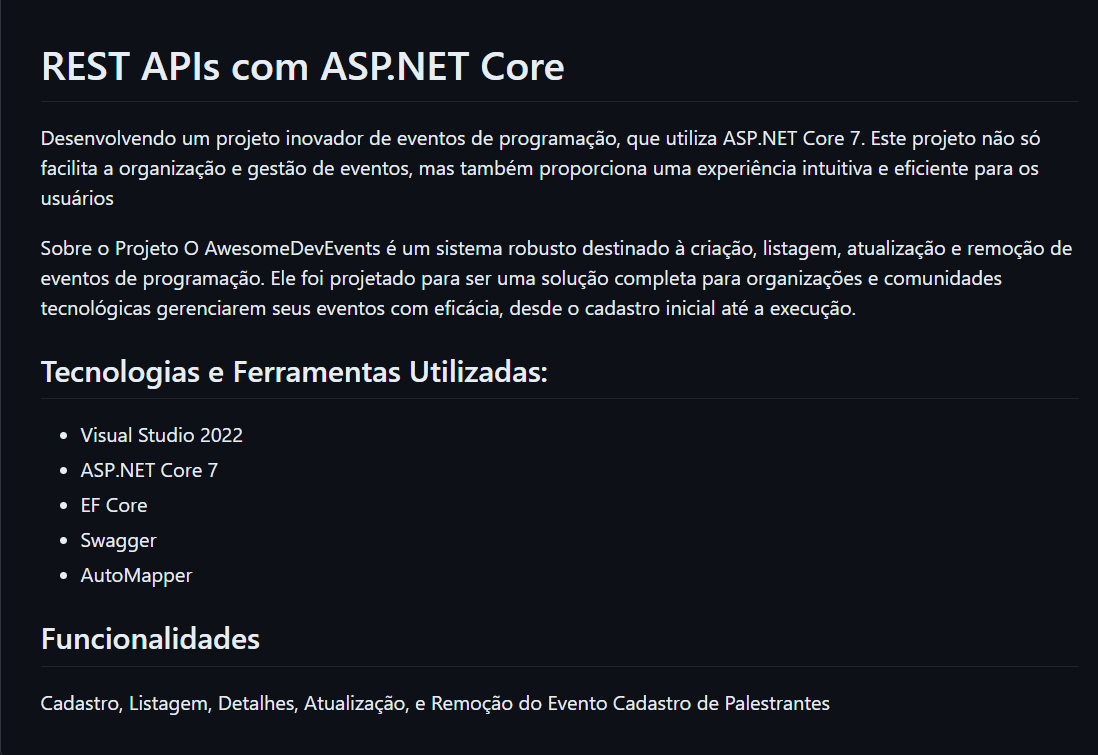 REST APIs com ASP.NET Core
Desenvolvendo um projeto inovador de eventos de programação, que utiliza ASP.NET Core 7. Este projeto não só
facilita a organização e gestão de eventos, mas também proporciona uma experiência intuitiva e eficiente para os
usuários
Sobre o Projeto O AwesomeDevEvents é um sistema robusto destinado à criação, listagem, atualização e remoção de
eventos de programação. Ele foi projetado para ser uma solução completa para organizações e comunidades
tecnológicas gerenciarem seus eventos com eficácia, desde o cadastro inicial até a execução.
Tecnologias e Ferramentas Utilizadas:
• Visual Studio 2022
• ASP.NET Core 7
• EF Core
• Swagger
• AutoMapper
Funcionalidades
Cadastro, Listagem, Detalhes, Atualização, e Remoção do Evento Cadastro de Palestrantes